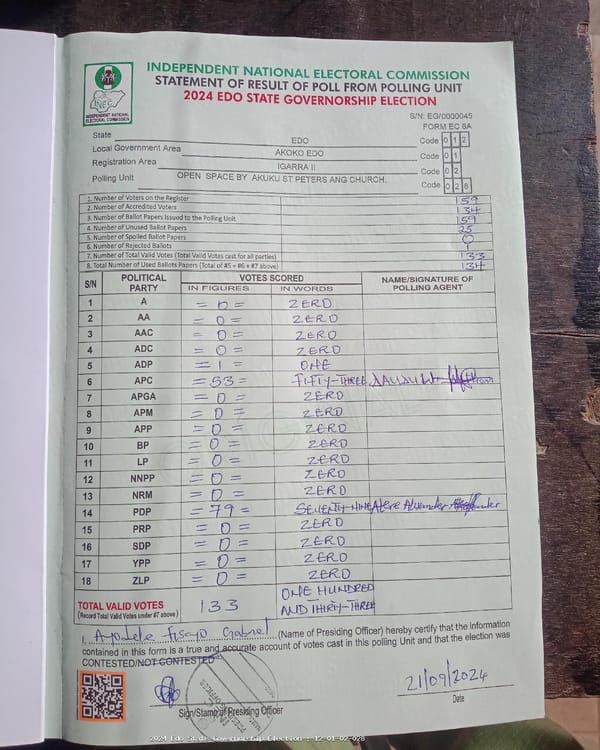 INDEPENDENT NATIONAL ELECTORAL COMMISSION
STATEMENT OF RESULT OF POLL FROM POLLING UNIT
2024 EDO STATE GOVERNORSHIP ELECTION
INEC
INDEPENDENT NATIONAL ELECTORAL COMMISSION
S/N: EG/0000045
FORM EC 8A
State EDO Code 0 1 2
Local Government Area AKOKO EDO Code 0 1
Registration Area IGARRA II Code 0 2
Polling Unit OPEN SPACE BY AKUKU ST. PETERS ANG CHURCH. Code 0 2 8
1. Number of Voters on the Register 159
2. Number of Accredited Voters 134
3. Number of Ballot Papers Issued to the Polling Unit 159
4. Number of Unused Ballot Papers 25
5. Number of Spoiled Ballot Papers 0
6. Number of Rejected Ballots 1
7. Number of Total Valid Votes (Total Valid Votes cast for all parties) 133
8. Total Number of Used Ballots Papers (Total of #5 + #6 + #7 above) 134
S/N POLITICAL PARTY VOTES SCORED NAME/SIGNATURE OF POLLING AGENT
IN FIGURES IN WORDS
1 A = 0 = ZERO
2 AA = 0 = ZERO
3 AAC = 0 = ZERO
4 ADC = 0 = ZERO
5 ADP = 1 = ONE
6 APC = 53 = FIFTY-THREE
7 APGA = 0 = ZERO
8 APM = 0 = ZERO
9 APP = 0 = ZERO
10 BP = 0 = ZERO
11 LP = 0 = ZERO
12 NNPP = 0 = ZERO
13 NRM = 0 = ZERO
14 PDP = 79 = SEVENTY-NINE
15 PRP = 0 = ZERO
16 SDP = 0 = ZERO
17 YPP = 0 = ZERO
18 ZLP = 0 = ZERO
TOTAL VALID VOTES 133 ONE HUNDRED
(Record Total Valid Votes under #7 above) AND THIRTY-THREE
I, Ayodele Fisayo Gabriel (Name of Presiding Officer) hereby certify that the information
contained in this form is a true and accurate account of votes cast in this polling Unit and that the election was
CONTESTED/NOT CONTESTED
21/09/2024
Sign/Stamp of Presiding Officer Date
2024 Edo State Governorship Election : 12-01-02-028